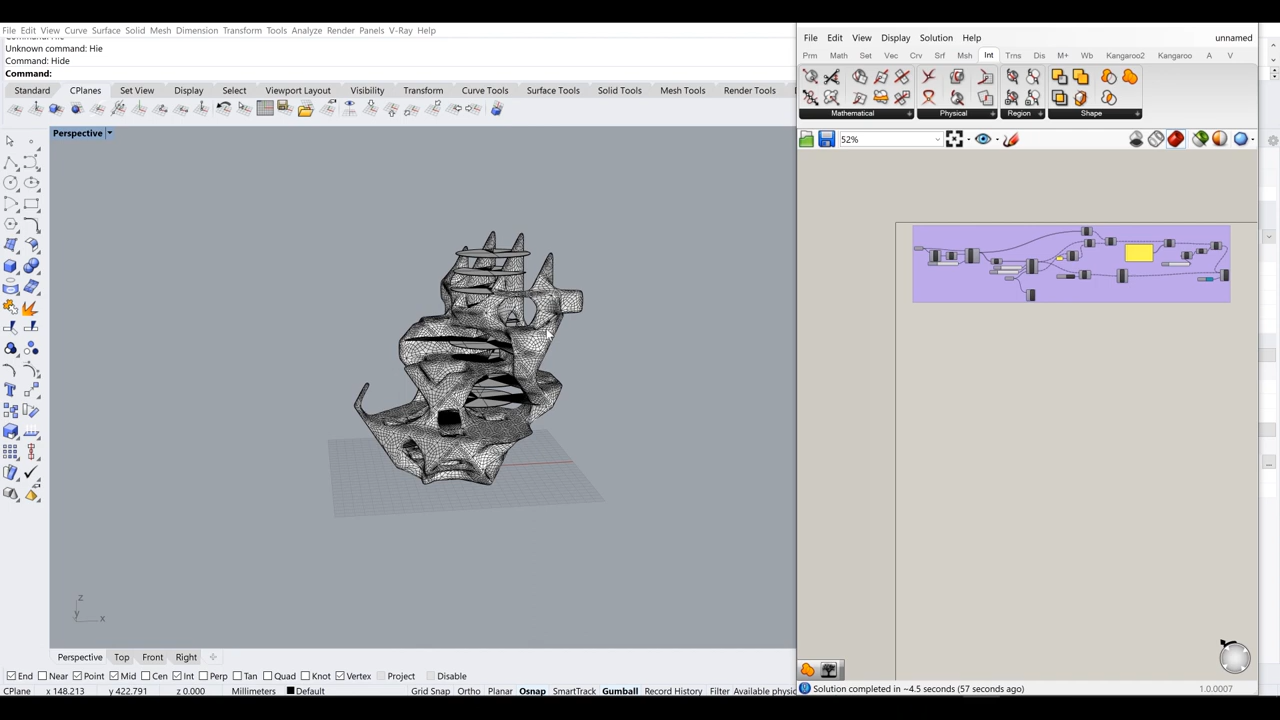 File Edit View Curve Surface Solid Mesh Dimension Transform Tools Analyze Render Panels V-Ray Help
Unknown command: Hie
Command: Hide
Command:
Standard CPlanes Set View Display Select Viewport Layout Visibility Transform Curve Tools Surface Tools Solid Tools Mesh Tools Render Tools
Perspective
z
y x
Perspective Top Front Right
End Near Point Mid Cen Int Perp Tan Quad Knot Vertex Project Disable
CPlane x 148.213 y 422.791 z 0.000 Millimeters Default Grid Snap Ortho Planar Osnap SmartTrack Gumball Record History Filter Available physic
File Edit View Display Solution Help unnamed
Prm Math Set Vec Crv Srf Msh Int Trns Dis M+ Wb Kangaroo2 Kangaroo A V
Mathematical Physical Region Shape
52%
Solution completed in ~4.5 seconds (57 seconds ago) 1.0.0007